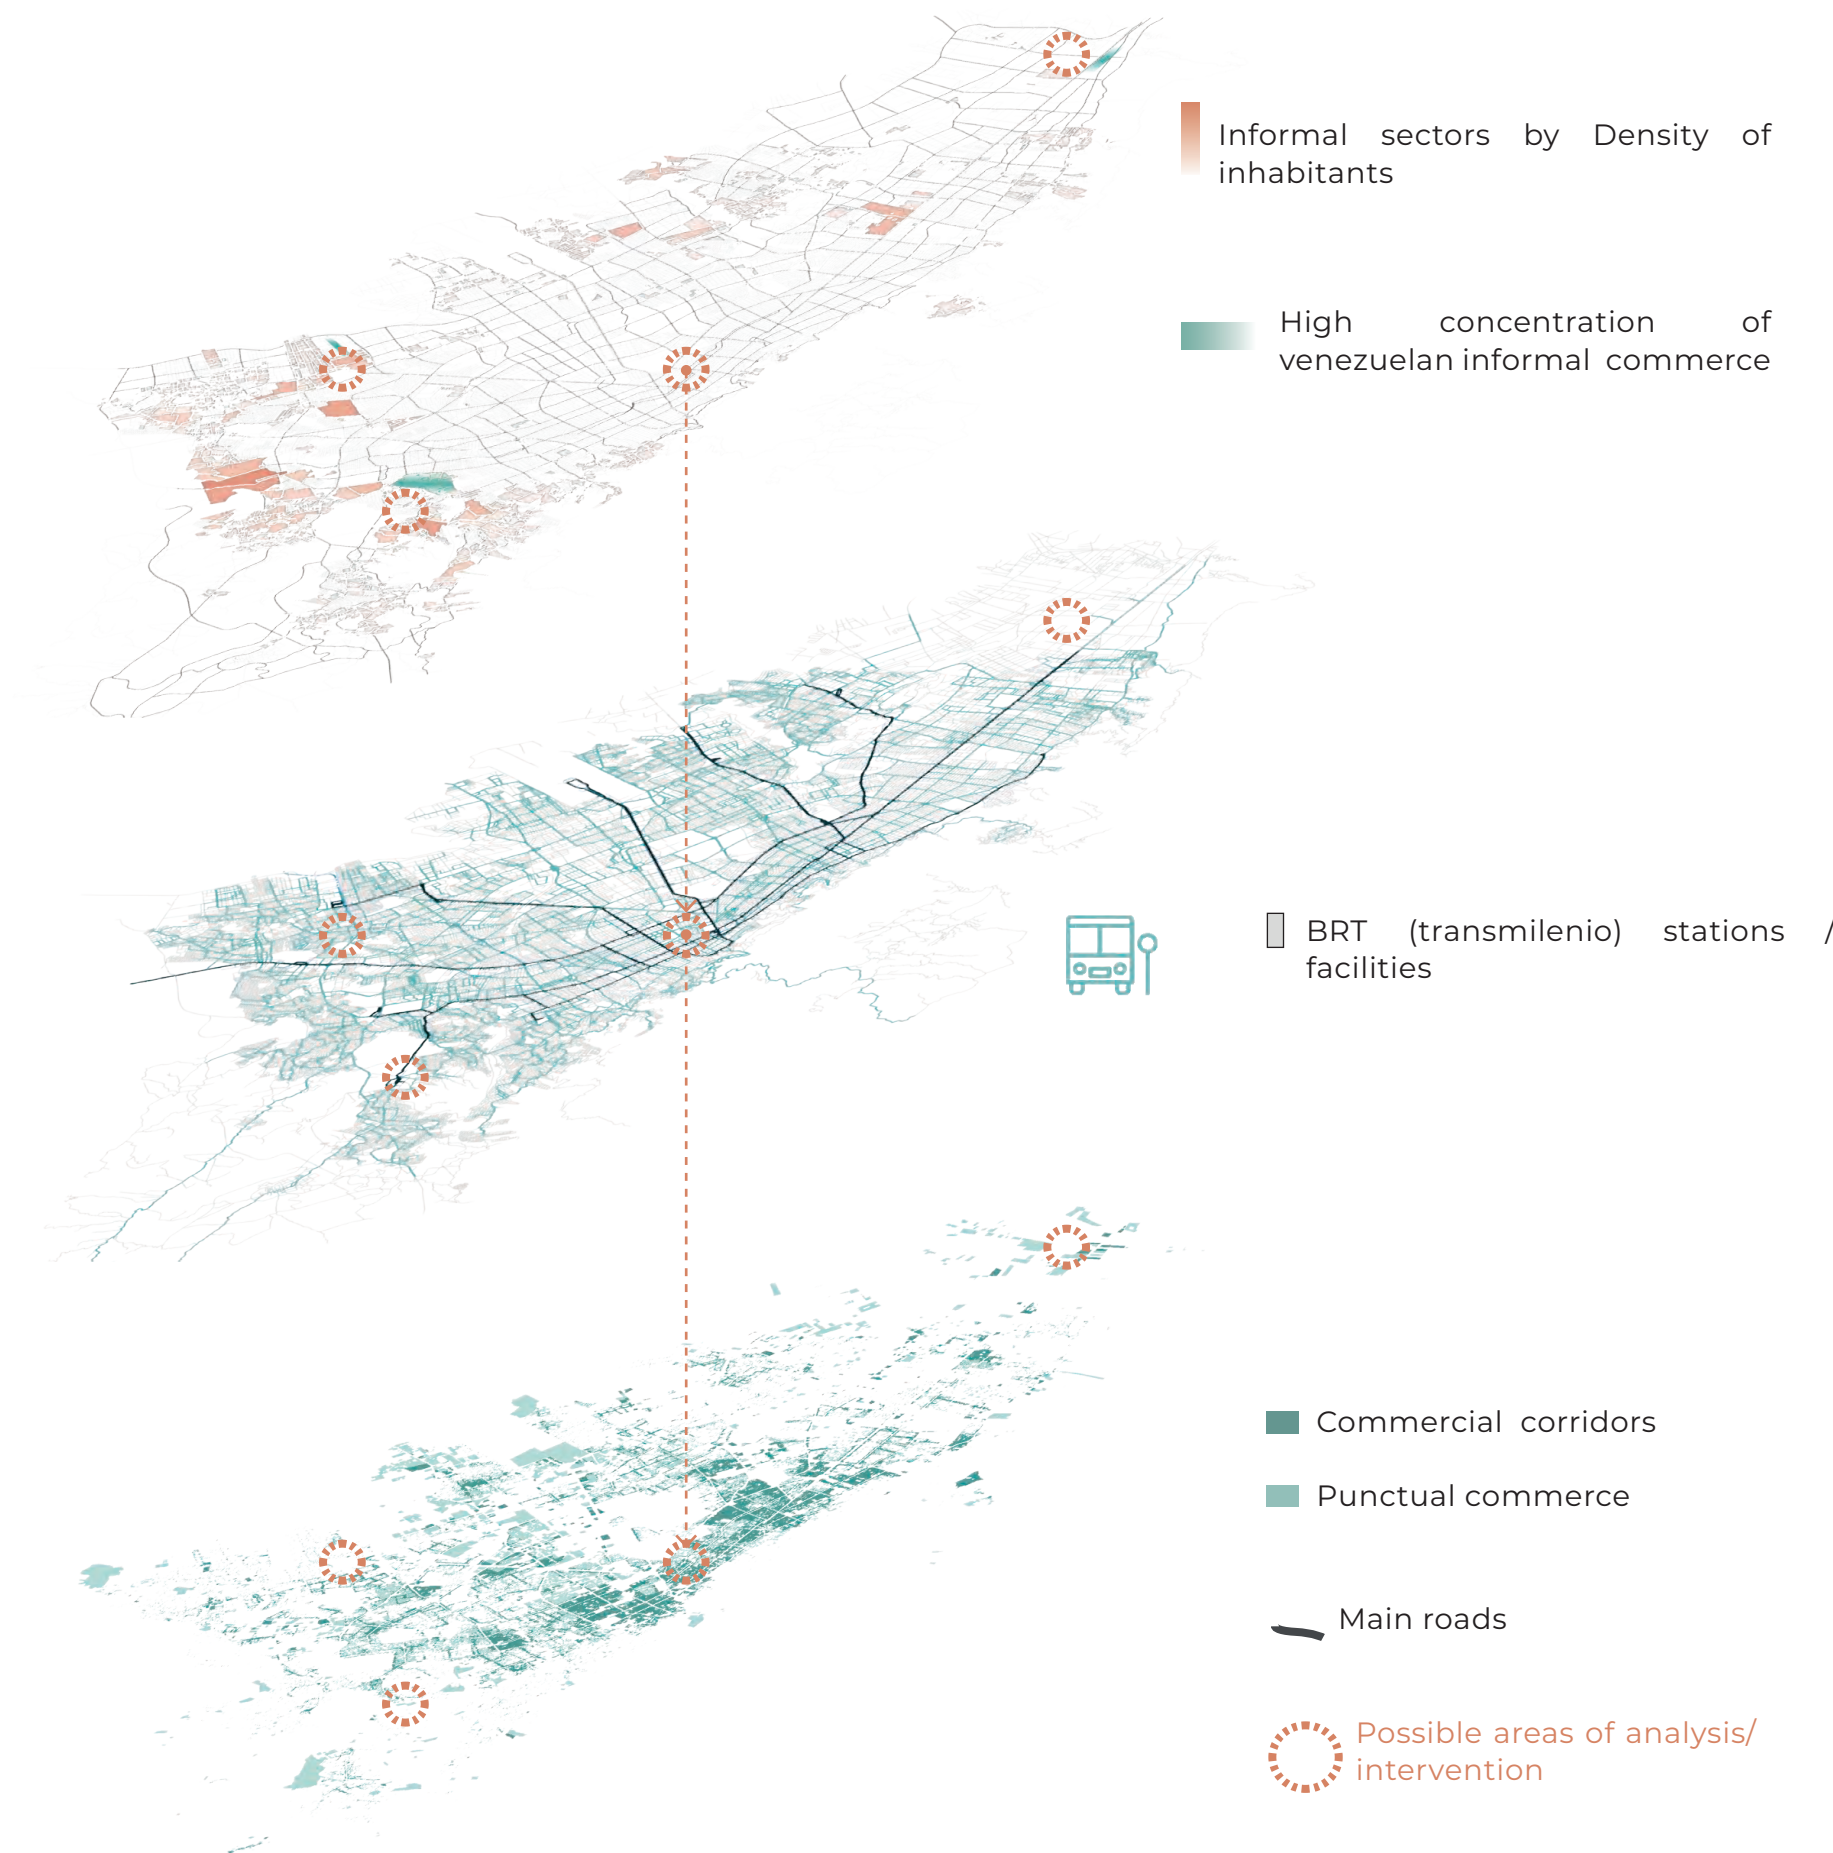 Informal sectors by Density of
inhabitants
High concentration of
venezuelan informal commerce
BRT (transmilenio) stations /
facilities
Commercial corridors
Punctual commerce
Main roads
Possible areas of analysis/
intervention